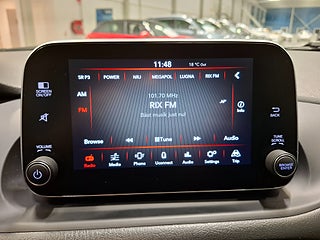 11:48 18 °C Out
SR P3 POWER NRJ MEGAPOL LUGNA RIX FM
SCREEN ON/OFF
AM
101.70 MHz
FM
RIX FM
Info
Bäst musik just nu!
BACK
Browse Tune Audio
VOLUME
TUNE SCROLL
Radio Media Phone Uconnect Audio Settings Trip
BROWSE ENTER